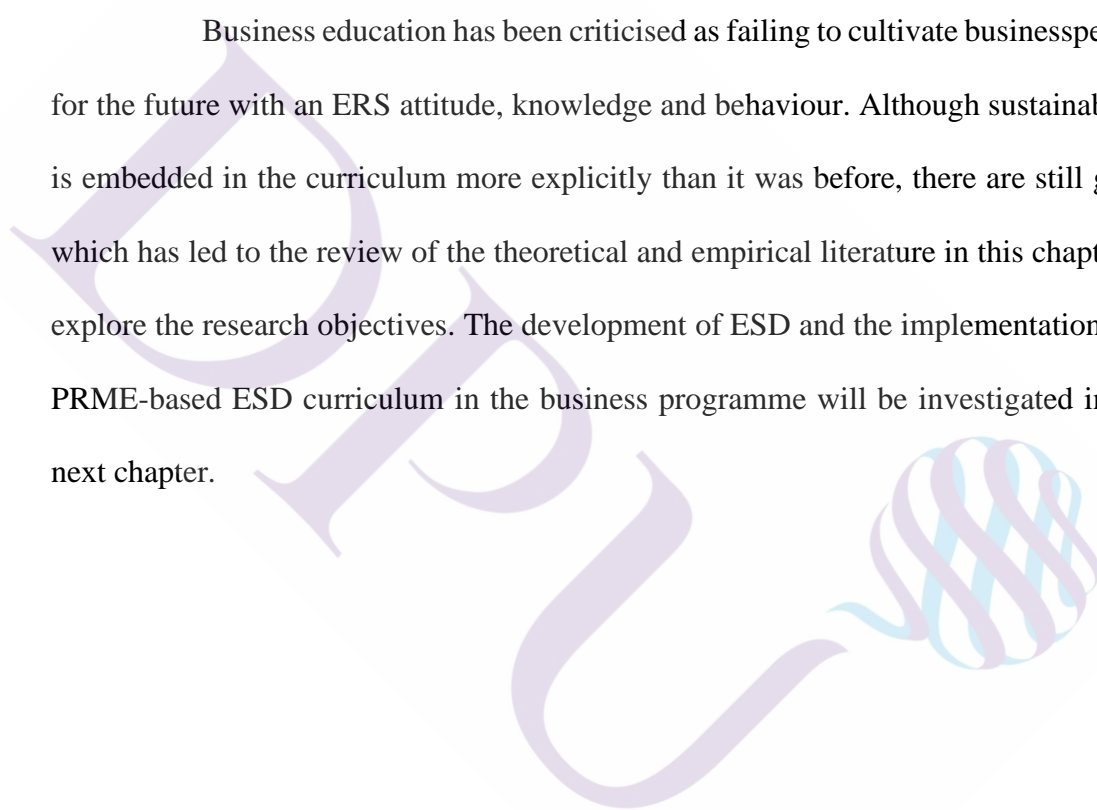 Business education has been criticised as failing to cultivate businesspe
for the future with an ERS attitude, knowledge and behaviour. Although sustainab
is embedded in the curriculum more explicitly than it was before, there are still g
which has led to the review of the theoretical and empirical literature in this chapt
explore the research objectives. The development of ESD and the implementation
PRME-based ESD curriculum in the business programme will be investigated in
next chapter.
DPU